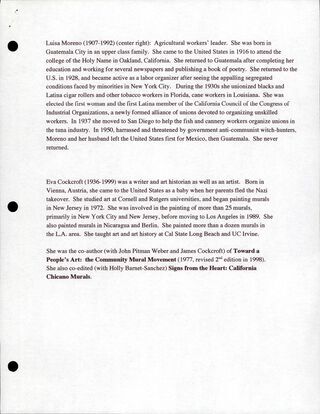 Luisa Moreno (1907-1992) (center right):  Agricultural workers' leader.  She was born in
Guatemala City in an upper class family.  She came to the United States in 1916 to attend the
college of the Holy Name in Oakland, California.  She returned to Guatemala after completing her
education and working for several newspapers and publishing a book of poetry.  She returned to the
U.S. in 1928, and became active as a labor organizer after seeing the appalling segregated
conditions faced by minorities in New York City.  During the 1930s she unionized blacks and
Latina cigar rollers and other tobacco workers in Florida, cane workers in Louisiana.  She was
elected the first woman and the first Latina member of the California Council of the Congress of
Industrial Organizations, a newly formed alliance of unions devoted to organizing unskilled
workers.  In 1937 she moved to San Diego to help the fish and cannery workers organize unions in
the tuna industry.  In 1950, harrassed and threatened by government anti-communist witch-hunters,
Moreno and her husband left the United States first for Mexico, then Guatemala.  She never
returned.
Eva Cockcroft (1936-1999) was a writer and art historian as well as an artist.  Born in
Vienna, Austria, she came to the United States as a baby when her parents fled the Nazi
takeover.  She studied art at Cornell and Rutgers universities, and began painting murals
in New Jersey in 1972.  She was involved in the painting of more than 25 murals,
primarily in New York City and New Jersey, before moving to Los Angeles in 1989.  She
also painted murals in Nicaragua and Berlin.  She painted more than a dozen murals in
the L.A. area.  She taught art and art history at Cal State Long Beach and UC Irvine.
She was the co-author (with John Pitman Weber and James Cockcroft) of Toward a
People's Art:  the Community Mural Movement (1977, revised 2nd edition in 1998).
She also co-edited (with Holly Barnet-Sanchez) Signs from the Heart: California
Chicano Murals.